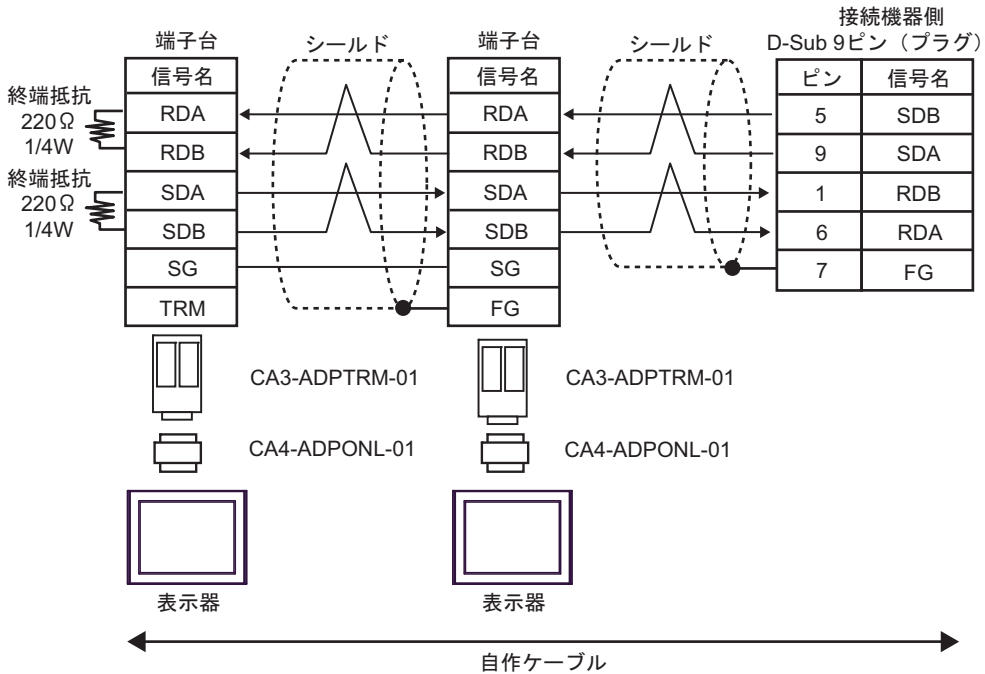 接続機器側
D-Sub 9ピン（プラグ）
端子台
シールド
端子台
シールド
信号名
信号名
ピン
信号名
終端抵抗
220Ω
1/4W
RDA
RDA
5
SDB
RDB
RDB
9
SDA
終端抵抗
220Ω
1/4W
SDA
SDA
1
RDB
SDB
SDB
6
RDA
SG
SG
7
FG
TRM
FG
CA3-ADPTRM-01
CA3-ADPTRM-01
CA4-ADPONL-01
CA4-ADPONL-01
表示器
表示器
自作ケーブル